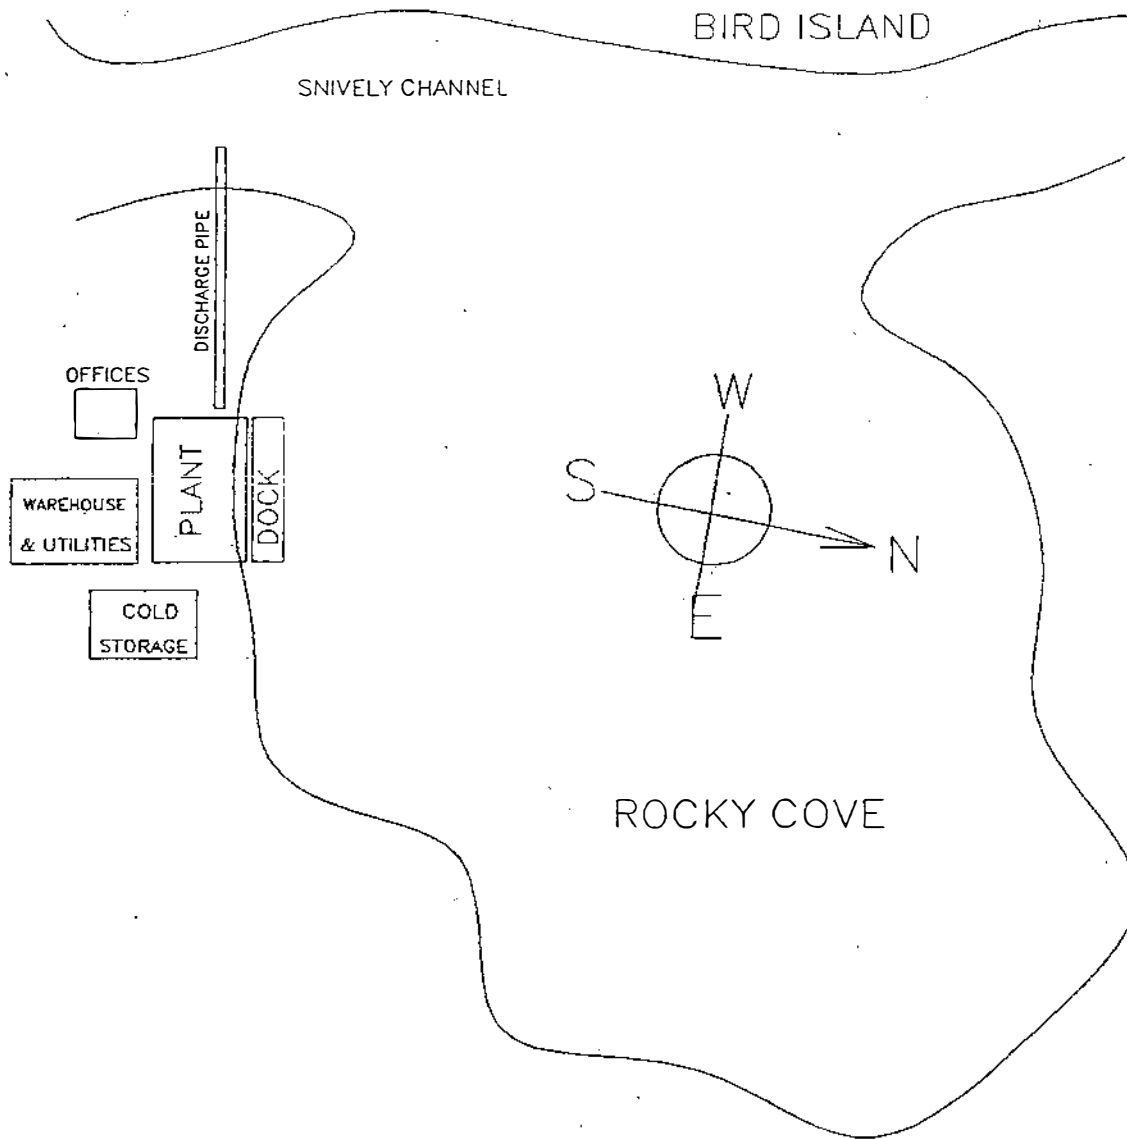 BIRD ISLAND
SNIVELY CHANNEL
DISCHARGE PIPE
OFFICES
W
S
N
E
PLANT
DOCK
WAREHOUSE
& UTILITIES
COLD
STORAGE
ROCKY COVE